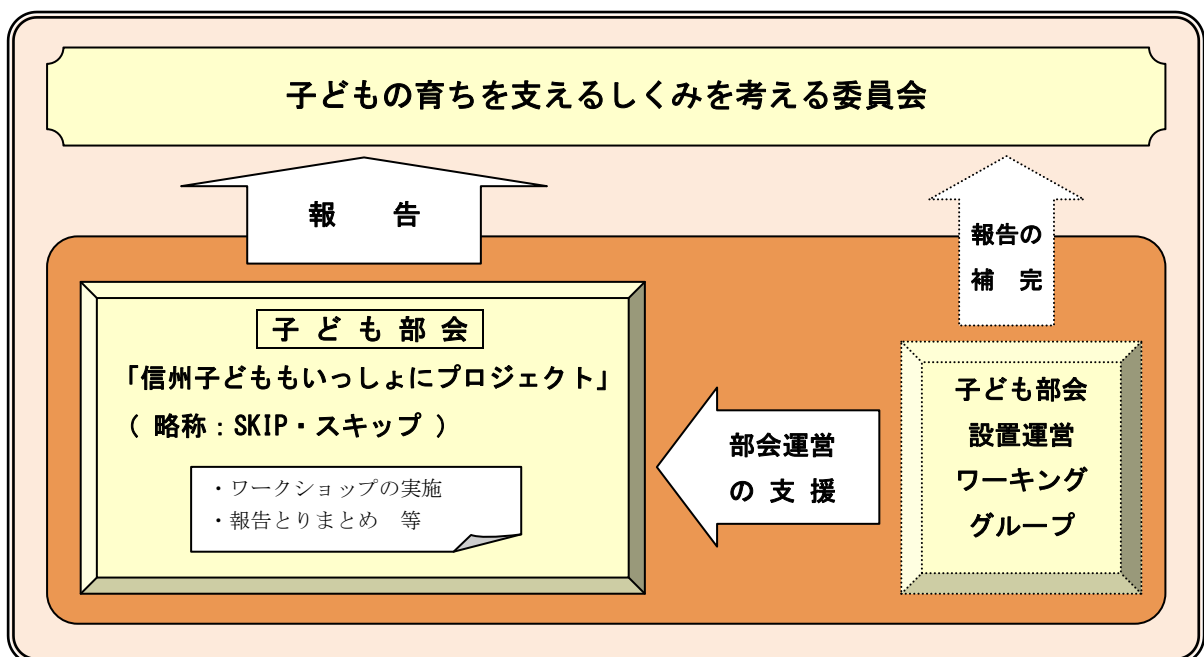 子どもの育ちを支えるしくみを考える委員会
報　告
報告の
補　完
子 ど も 部 会
「信州子どももいっしょにプロジェクト」
（ 略称：SKIP・スキップ ）
・ワークショップの実施
・報告とりまとめ　等
部会運営
の 支 援
子ども部会
設置運営
ワーキング
グループ